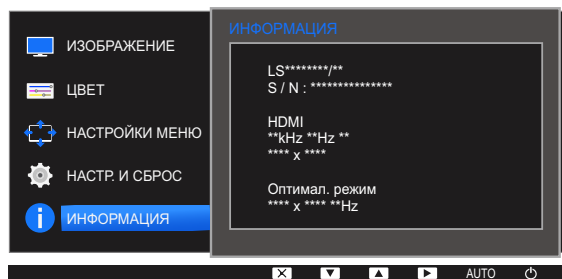 ИЗОБРАЖЕНИЕ
ЦВЕТ
НАСТРОЙКИ МЕНЮ
НАСТР. И СБРОС
ИНФОРМАЦИЯ
ИНФОРМАЦИЯ
LS********/**
S / N : ***************
HDMI
**kHz **Hz **
**** x ****
Оптимал. режим
**** x **** **Hz
AUTO